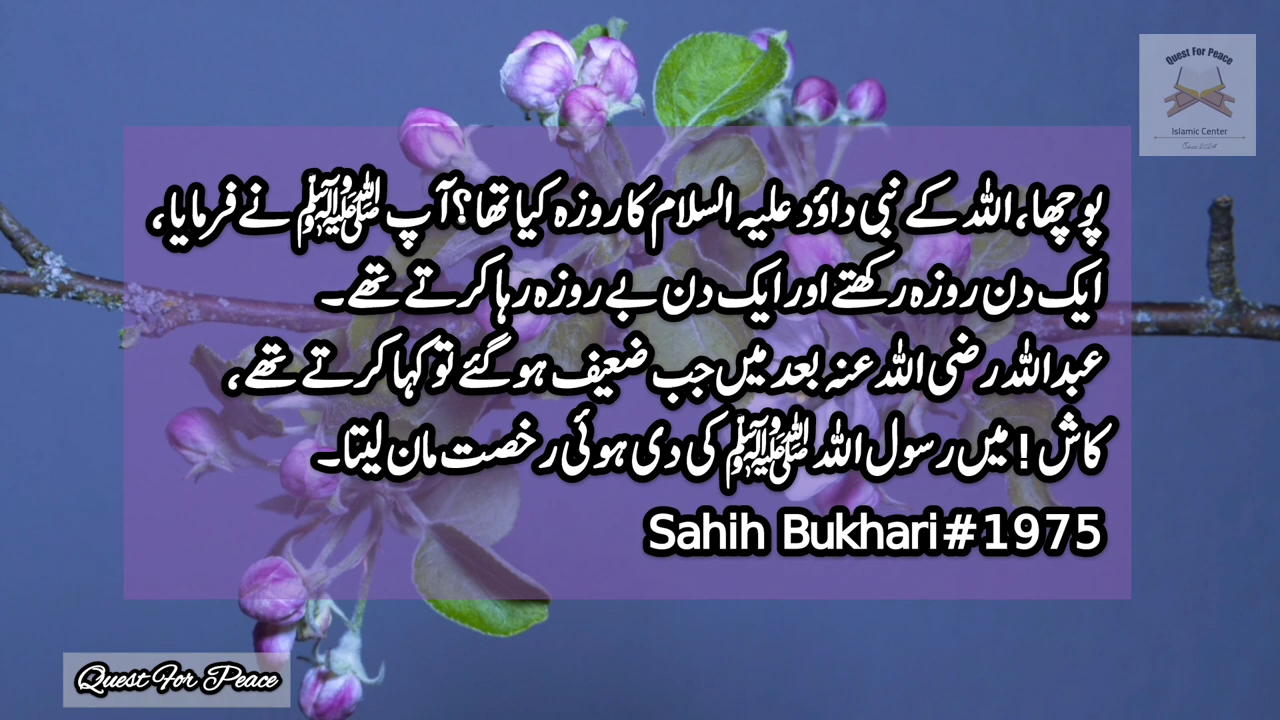 پوچھا، اللہ کے نبی داؤد علیہ السلام کا روزہ کیا تھا؟ آپ ﷺ نے فرمایا،
ایک دن روزہ رکھتے اور ایک دن بے روزہ رہا کرتے تھے۔
عبداللہ رضی اللہ عنہ بعد میں جب ضعیف ہو گئے تو کہا کرتے تھے،
کاش! میں رسول اللہ ﷺ کی دی ہوئی رخصت مان لیتا۔
Sahih Bukhari#1975
Quest For Peace
Islamic Center
Since 2024
Quest For Peace